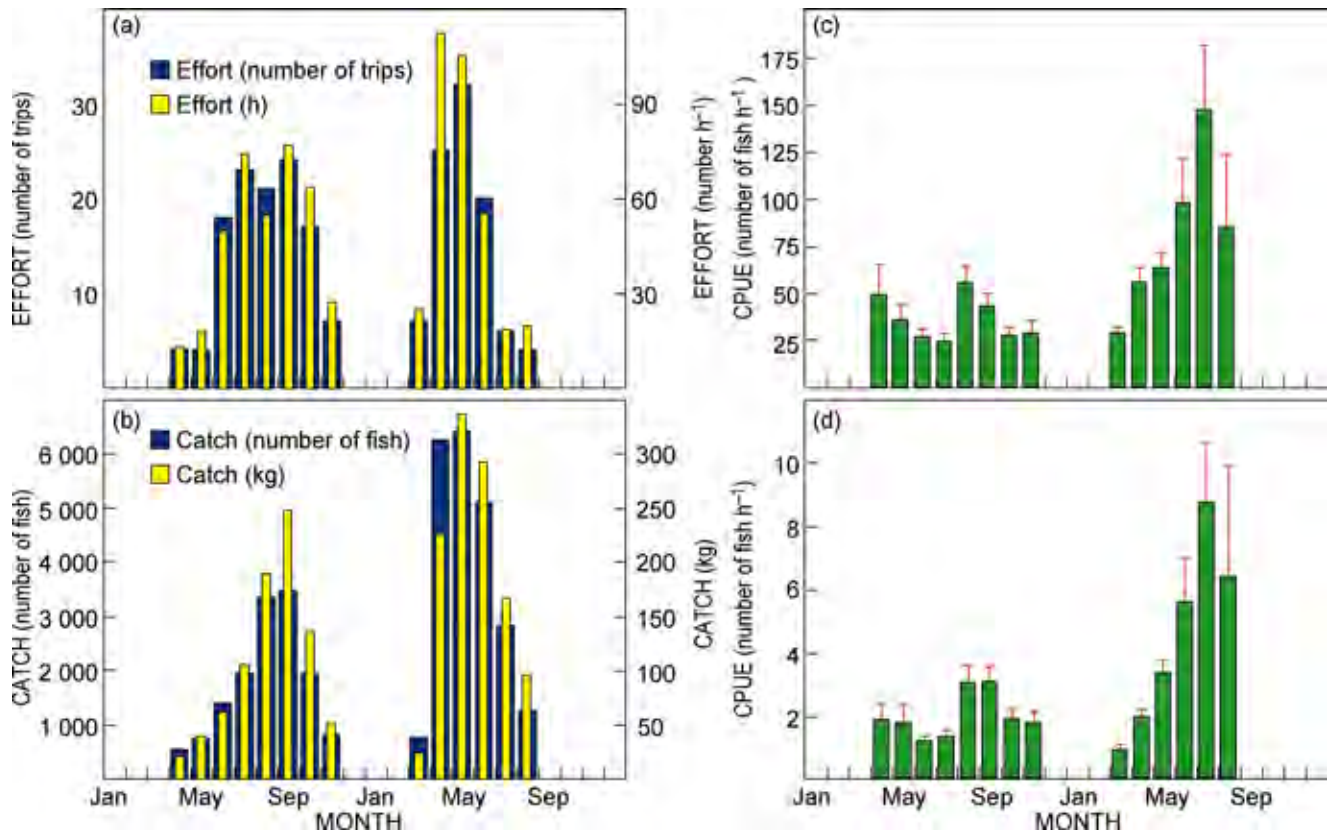 (a)
Effort (number of trips)
Effort (h)
EFFORT (number of trips)
30
20
10
90
60
30
EFFORT (number h⁻¹)
(c)
CPUE (number of fish h⁻¹)
175
150
125
100
75
50
25
(b)
Catch (number of fish)
Catch (kg)
CATCH (number of fish)
6 000
5 000
4 000
3 000
2 000
1 000
300
250
200
150
100
50
CATCH (kg)
Jan May Sep Jan May Sep
MONTH
(d)
CPUE (number of fish h⁻¹)
10
8
6
4
2
Jan May Sep Jan May Sep
MONTH